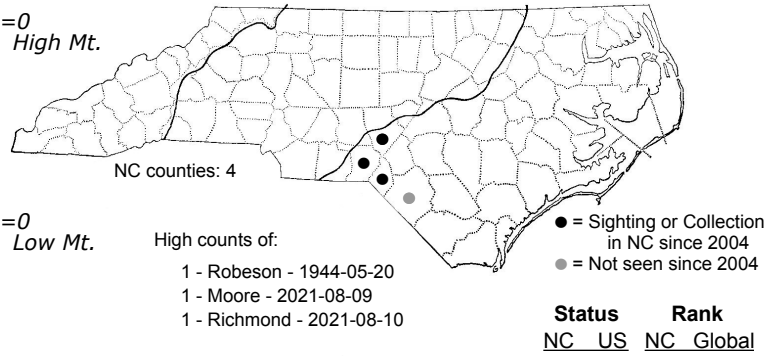 =0
High Mt.
NC counties: 4
=0
Low Mt.
High counts of:
1 - Robeson - 1944-05-20
1 - Moore - 2021-08-09
1 - Richmond - 2021-08-10
= Sighting or Collection
in NC since 2004
= Not seen since 2004
Status Rank
NC US NC Global